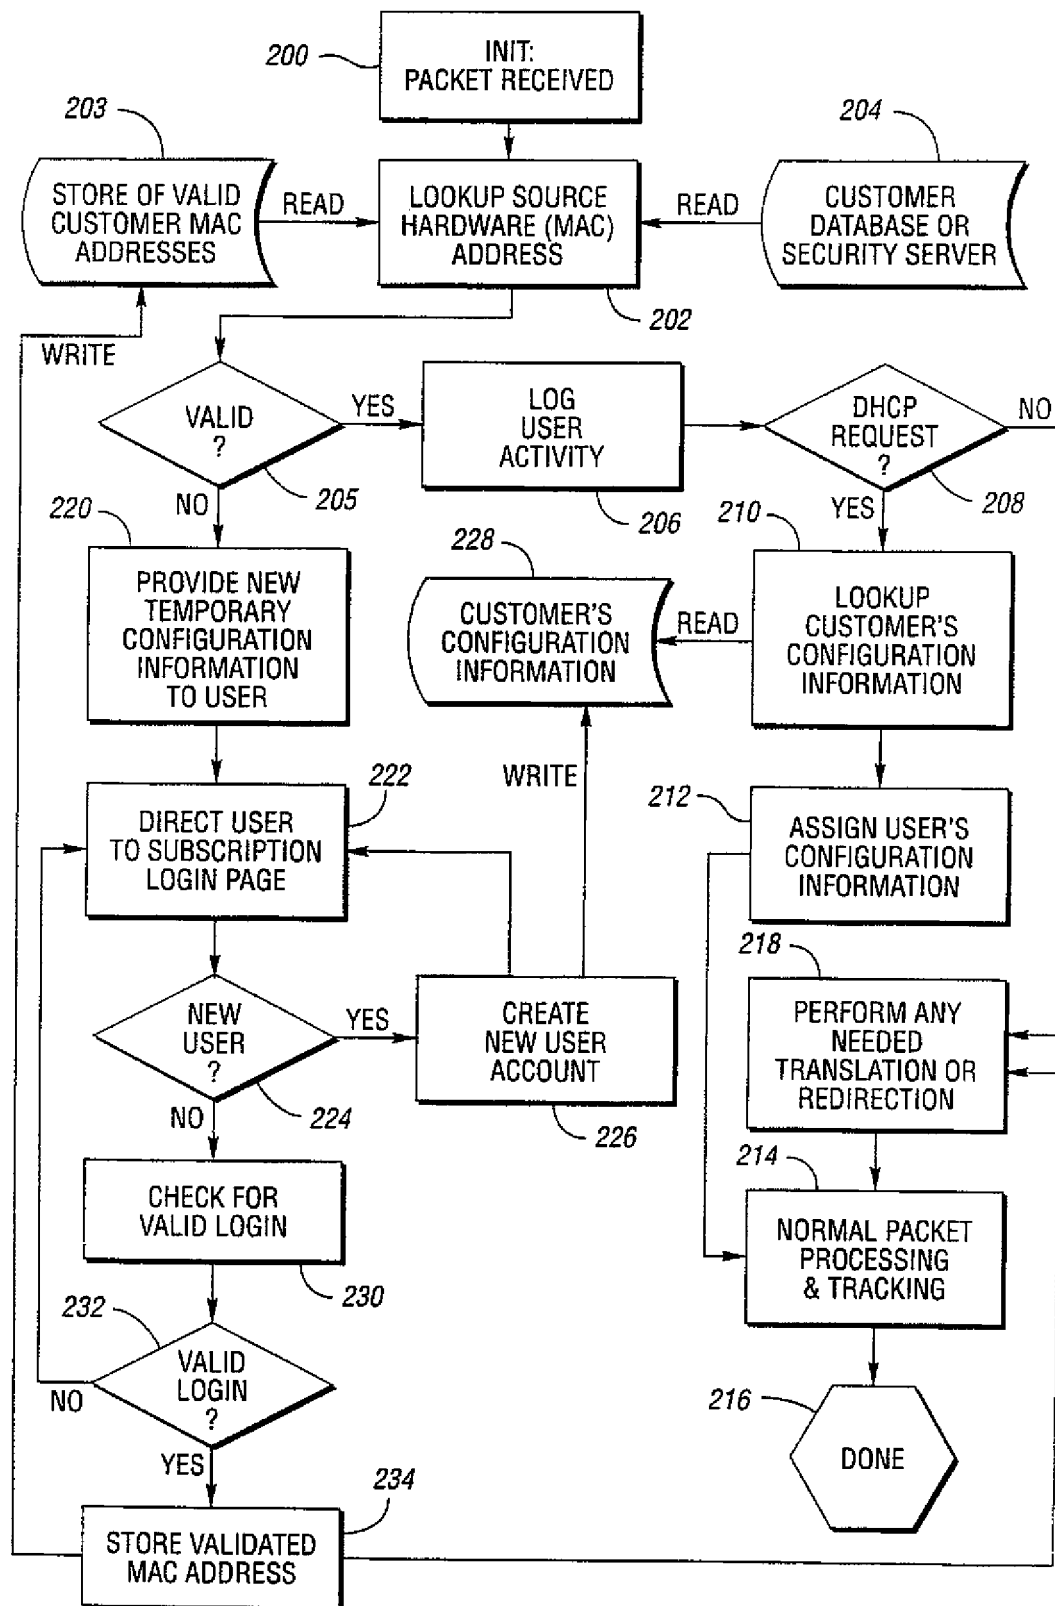 200
INIT:
PACKET RECEIVED
203
STORE OF VALID
CUSTOMER MAC
ADDRESSES
READ
LOOKUP SOURCE
HARDWARE (MAC)
ADDRESS
202
READ
204
CUSTOMER
DATABASE OR
SECURITY SERVER
WRITE
VALID
?
205
YES
NO
LOG
USER
ACTIVITY
206
DHCP
REQUEST
?
208
NO
YES
220
PROVIDE NEW
TEMPORARY
CONFIGURATION
INFORMATION
TO USER
228
CUSTOMER'S
CONFIGURATION
INFORMATION
READ
210
LOOKUP
CUSTOMER'S
CONFIGURATION
INFORMATION
WRITE
222
DIRECT USER
TO SUBSCRIPTION
LOGIN PAGE
212
ASSIGN USER'S
CONFIGURATION
INFORMATION
NEW
USER
?
224
YES
NO
CREATE
NEW USER
ACCOUNT
226
218
PERFORM ANY
NEEDED
TRANSLATION OR
REDIRECTION
CHECK FOR
VALID LOGIN
230
214
NORMAL PACKET
PROCESSING
& TRACKING
232
VALID
LOGIN
?
NO
YES
216
DONE
234
STORE VALIDATED
MAC ADDRESS